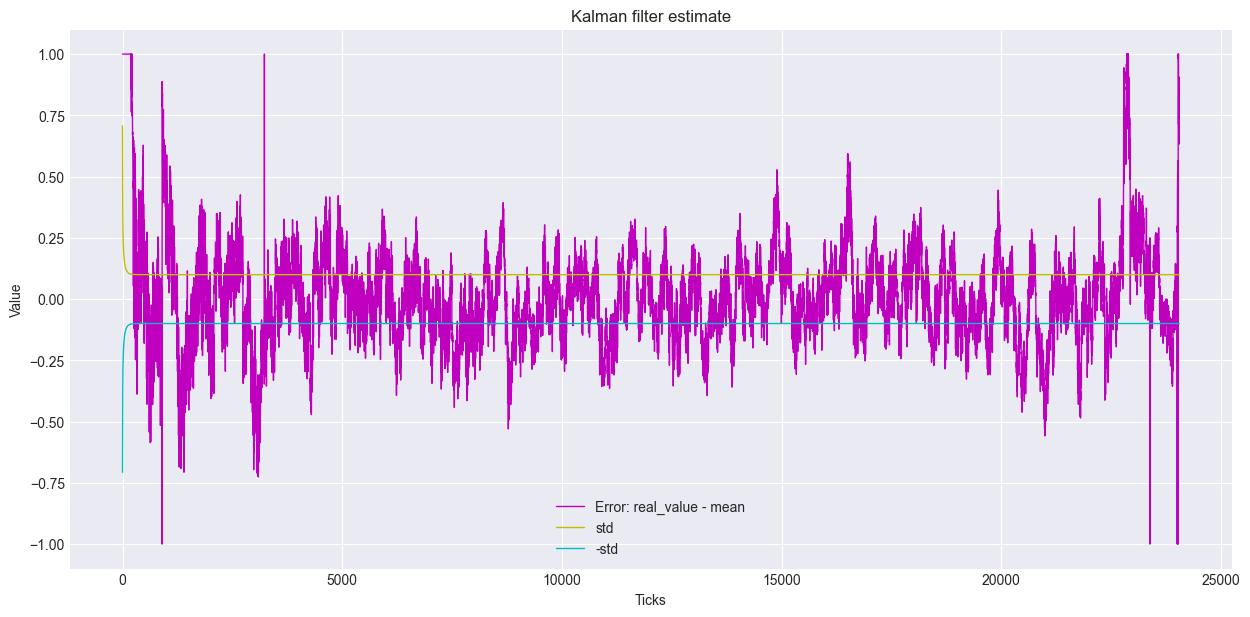 Kalman filter estimate
1.00
0.75
0.50
0.25
0.00
−0.25
−0.50
−0.75
−1.00
Value
Error: real_value - mean
std
-std
0
5000
10000
15000
20000
25000
Ticks